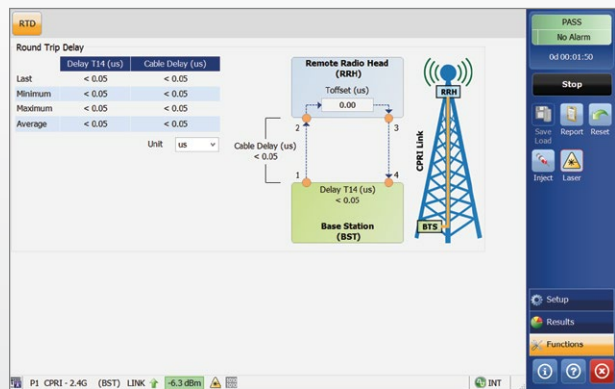 RTD
Round Trip Delay
Delay T14 (us) Cable Delay (us)
Last < 0.05 < 0.05
Minimum < 0.05 < 0.05
Maximum < 0.05 < 0.05
Average < 0.05 < 0.05
Unit us
Remote Radio Head
(RRH)
Toffset (us)
0.00
2 3
Cable Delay (us)
< 0.05
1 4
Delay T14 (us)
< 0.05
Base Station
(BST)
RRH
CPRI Link
BTS
PASS
No Alarm
0d 00:01:50
Stop
Save
Load
Report
Reset
Inject
Laser
Setup
Results
Functions
P1 CPRI - 2.4G (BST) LINK -6.3 dBm INT